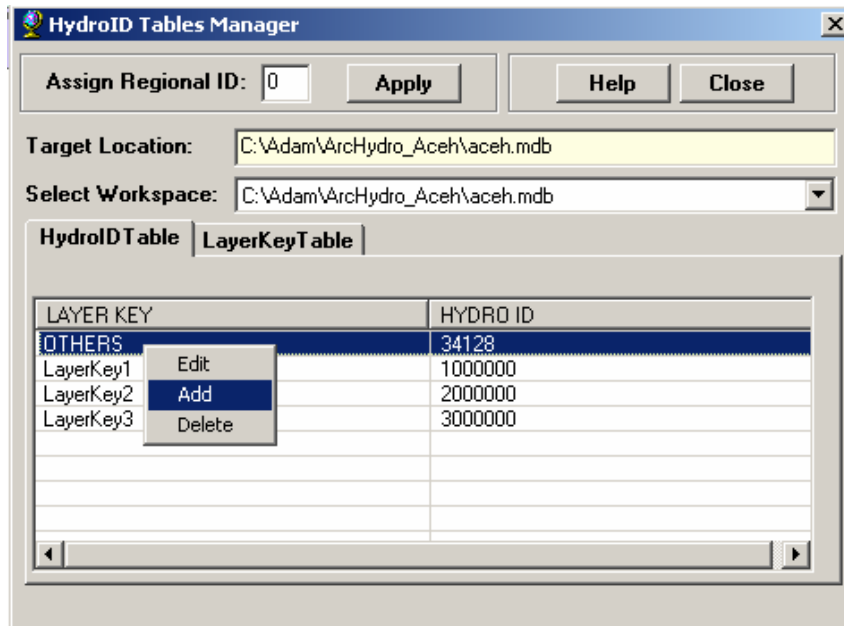 HydroID Tables Manager
Assign Regional ID: 0 Apply Help Close
Target Location: C:\Adam\ArcHydro_Aceh\aceh.mdb
Select Workspace: C:\Adam\ArcHydro_Aceh\aceh.mdb
HydroIDTable LayerKeyTable
LAYER KEY HYDRO ID
OTHERS 34128
LayerKey1 Edit 1000000
LayerKey2 Add 2000000
LayerKey3 Delete 3000000